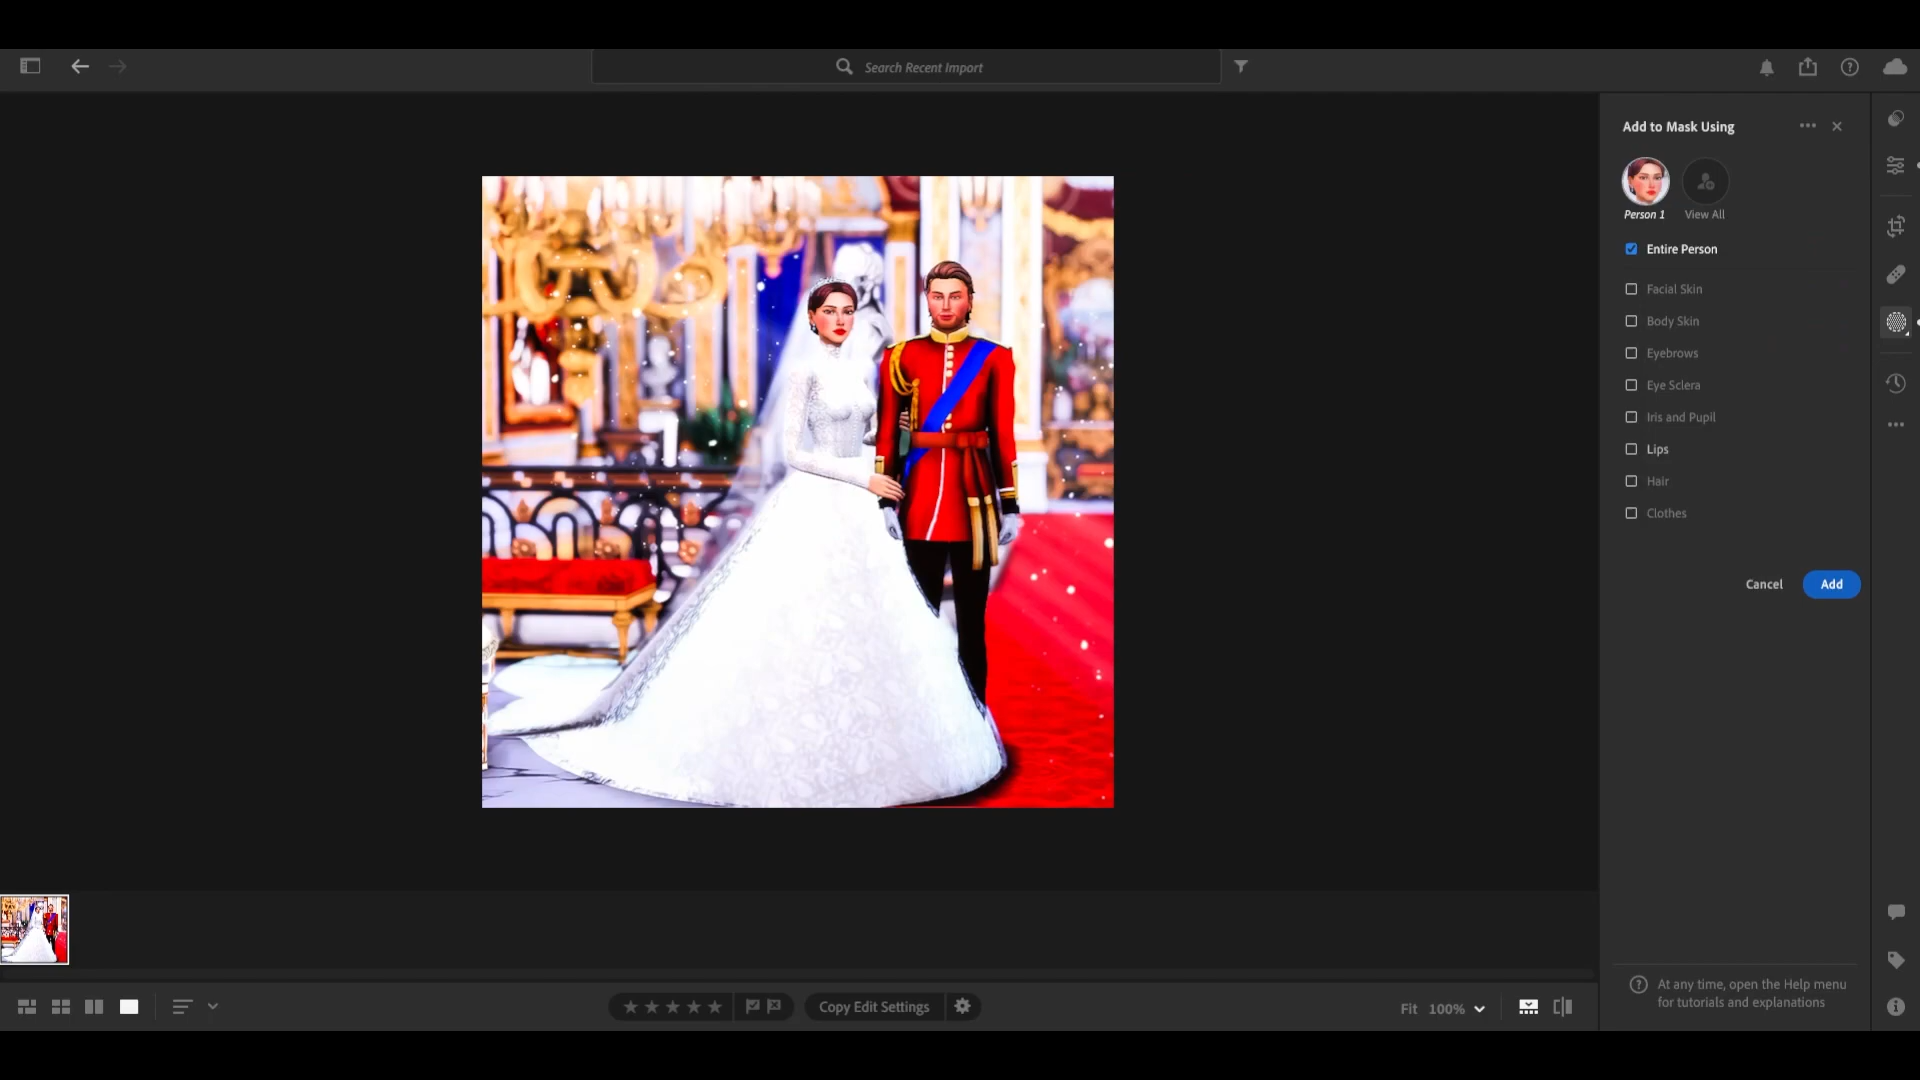 Search Recent Import
Add to Mask Using
Person 1
View All
Entire Person
Facial Skin
Body Skin
Eyebrows
Eye Sclera
Iris and Pupil
Lips
Hair
Clothes
Cancel
Add
At any time, open the Help menu
for tutorials and explanations
Copy Edit Settings
Fit
100%